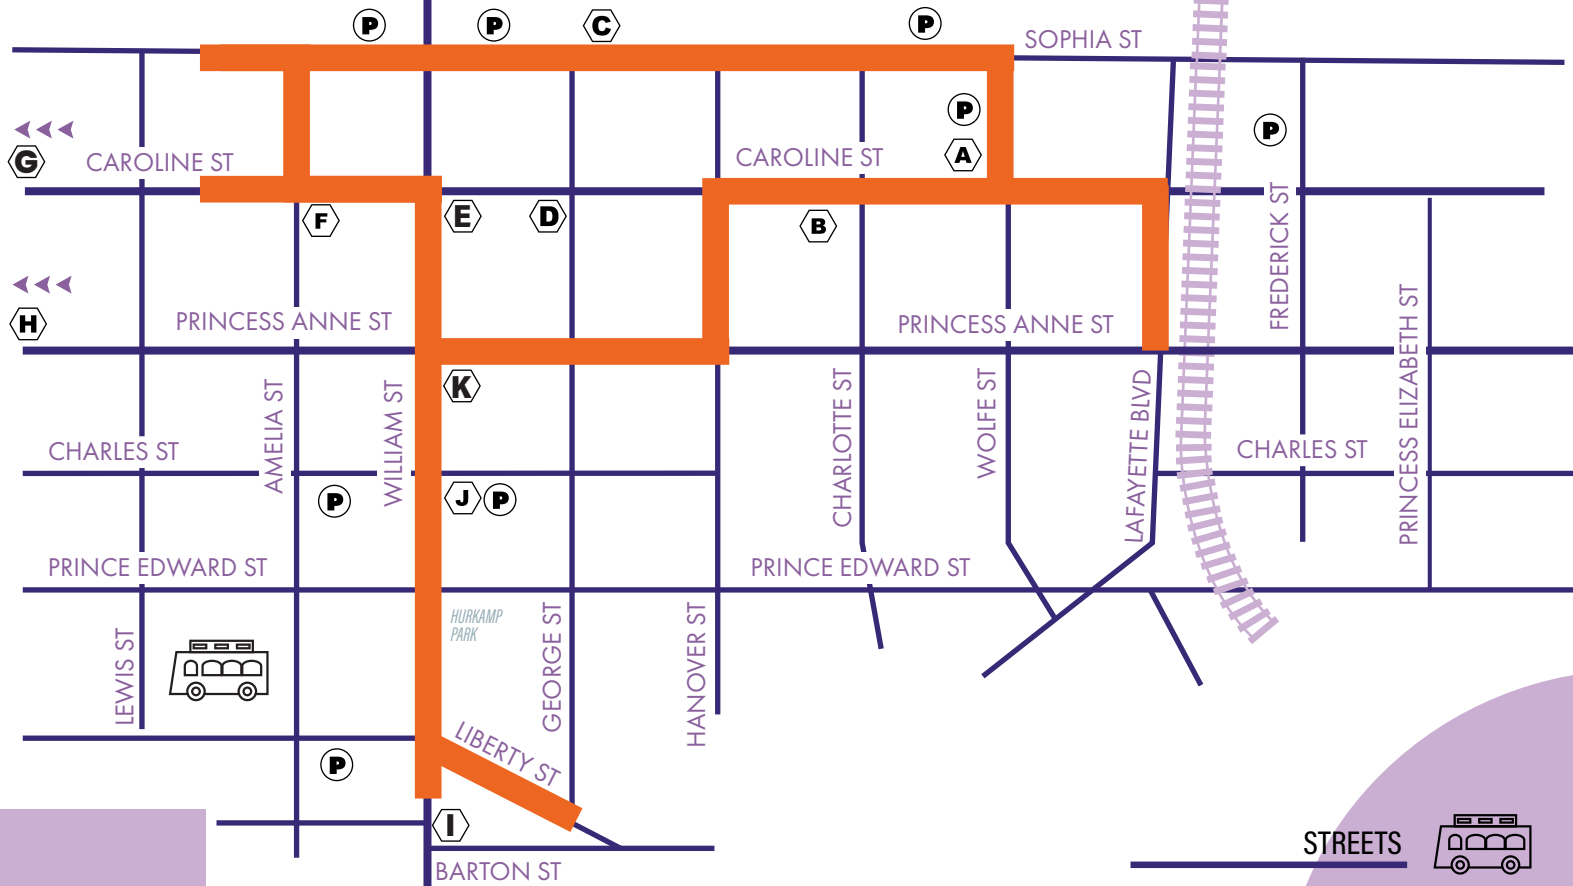 P
P
C
P
SOPHIA ST
P
P
G
CAROLINE ST
CAROLINE ST
A
F
E
D
B
FREDERICK ST
H
PRINCESS ANNE ST
PRINCESS ANNE ST
K
AMELIA ST
WILLIAM ST
CHARLOTTE ST
WOLFE ST
LAFAYETTE BLVD
PRINCESS ELIZABETH ST
CHARLES ST
CHARLES ST
P
J
P
PRINCE EDWARD ST
PRINCE EDWARD ST
HURKAMP
PARK
LEWIS ST
GEORGE ST
HANOVER ST
LIBERTY ST
P
I
STREETS
BARTON ST